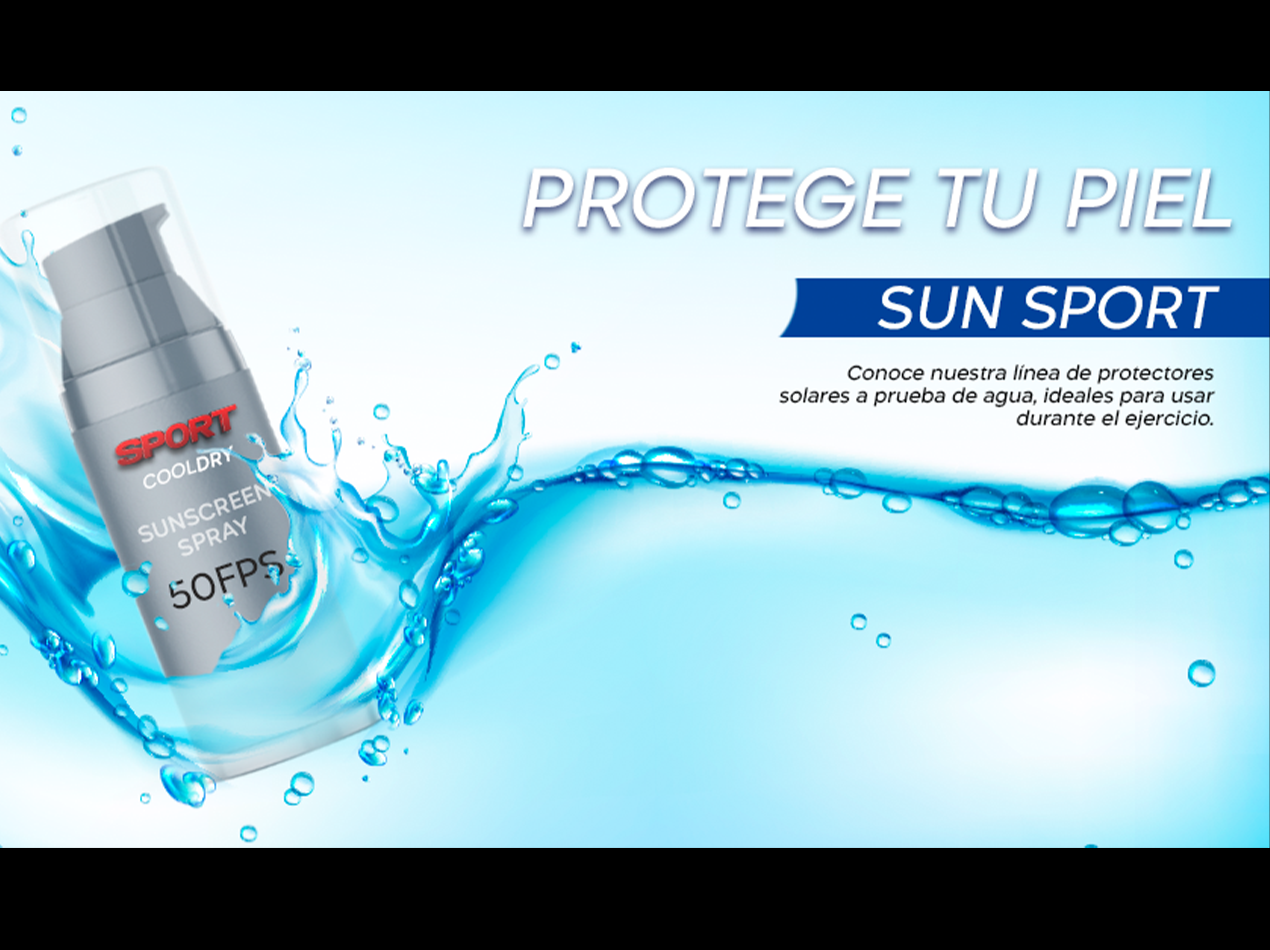 PROTEGE TU PIEL
SUN SPORT
Conoce nuestra línea de protectores
solares a prueba de agua, ideales para usar
durante el ejercicio.
SPORT
COOLDRY
SUNSCREEN
SPRAY
50FPS